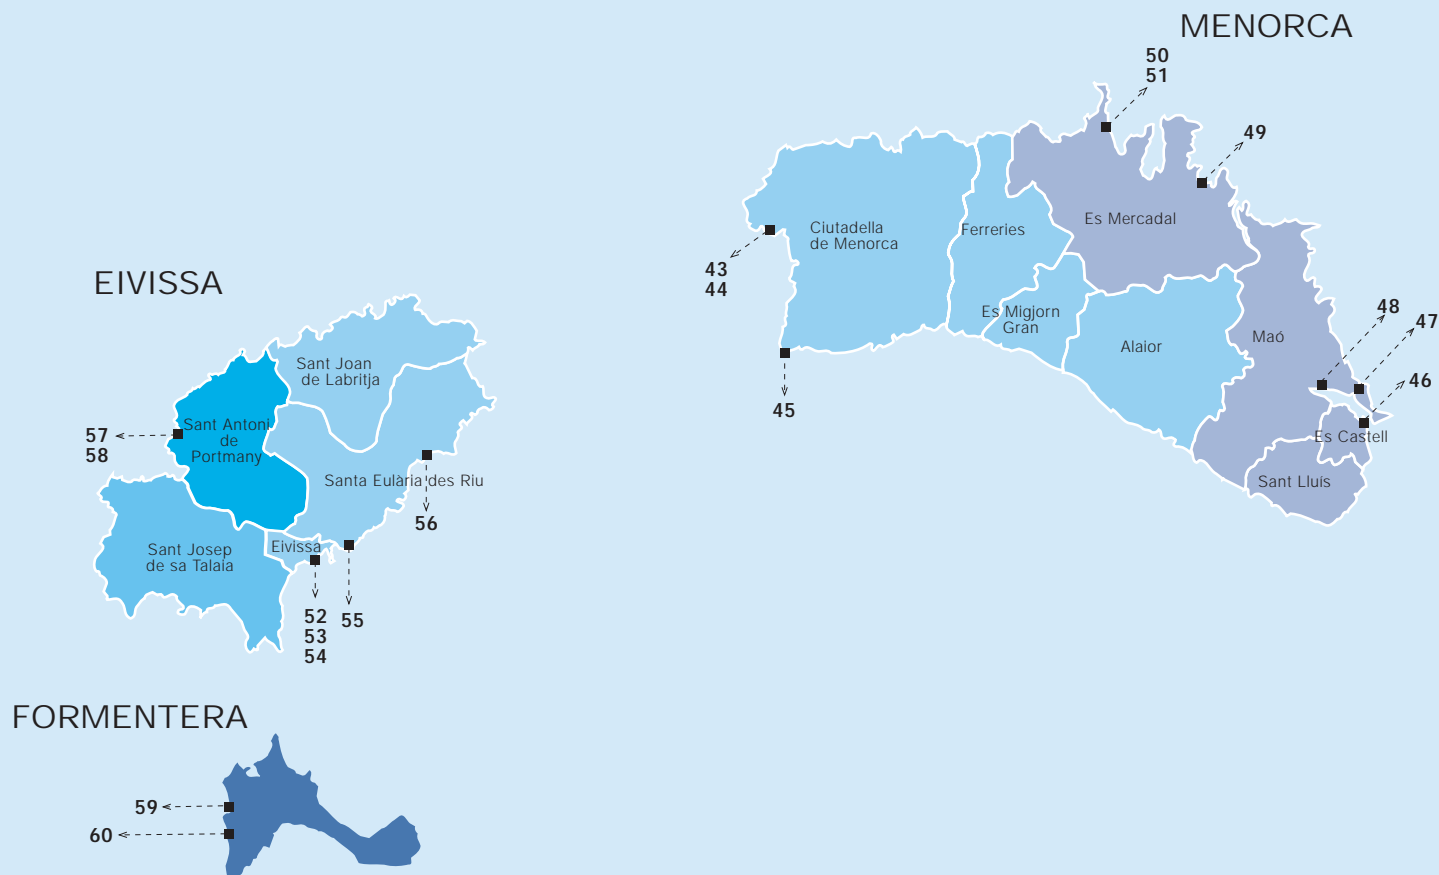 MENORCA
50
51
49
Es Mercadal
Ciutadella
de Menorca
Ferreries
43
44
Es Migjorn
Gran
Alaior
Maó
48
47
46
45
Es Castell
Sant Lluís
EIVISSA
Sant Joan
de Labritja
Sant Antoni
de
Portmany
57
58
Santa Eulària des Riu
56
Sant Josep
de sa Talaia
Eivissa
52
53
54
55
FORMENTERA
59
60